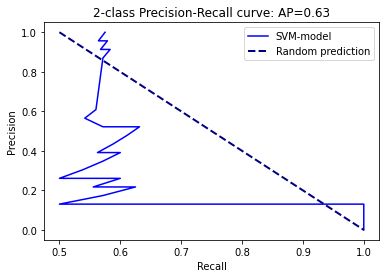 2-class Precision-Recall curve: AP=0.63
SVM-model
Random prediction
Precision
1.0
0.8
0.6
0.4
0.2
0.0
0.5
0.6
0.7
0.8
0.9
1.0
Recall